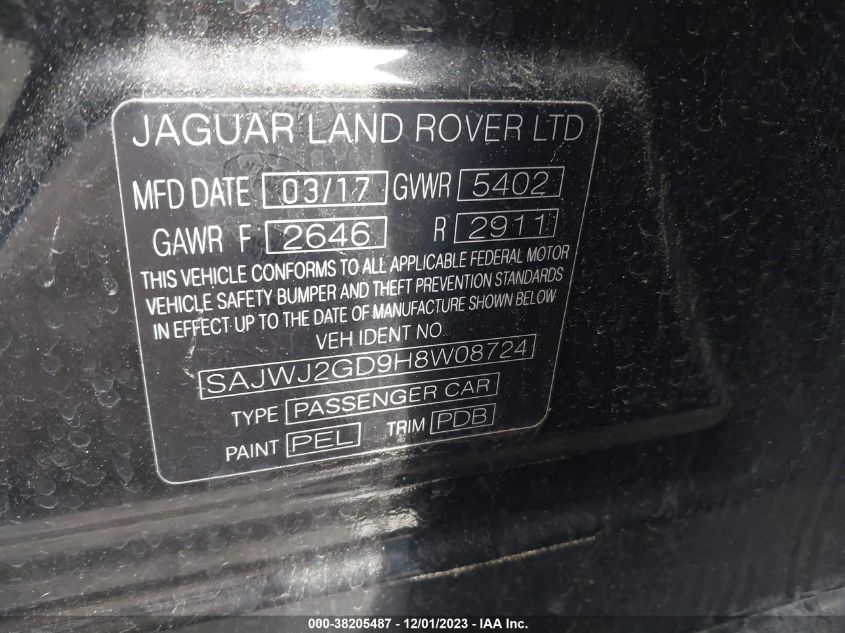 JAGUAR LAND ROVER LTD
MFD DATE 03/17 GVWR 5402
GAWR F 2646 R 2911
THIS VEHICLE CONFORMS TO ALL APPLICABLE FEDERAL MOTOR
VEHICLE SAFETY BUMPER AND THEFT PREVENTION STANDARDS
IN EFFECT UP TO THE DATE OF MANUFACTURE SHOWN BELOW
VEH IDENT NO.
SAJWJ2GD9H8W08724
TYPE PASSENGER CAR
PAINT PEL TRIM PDB
000-38205487 - 12/01/2023 - IAA Inc.